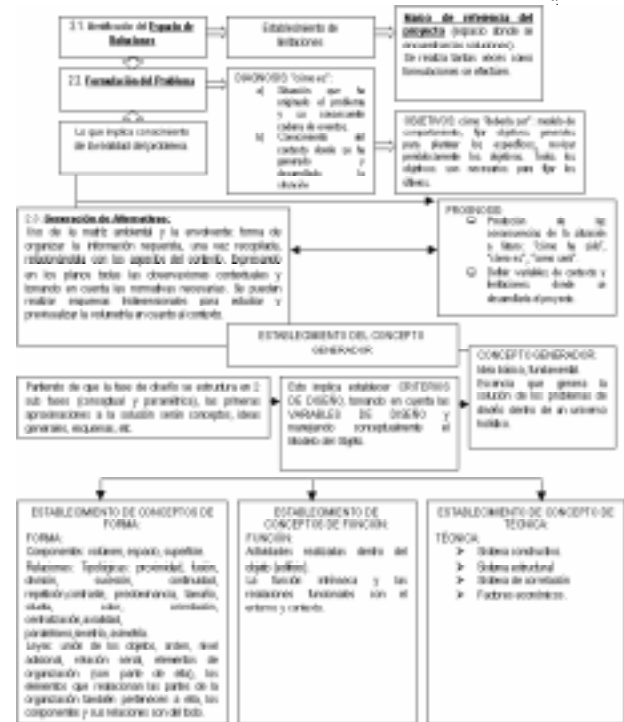 2.1. Identificación del Espacio de
Soluciones
Establecimiento de
limitaciones
Marco de referencia del
proyecto (espacio donde se
encuentran las soluciones).
Se realiza tantas veces como
formulaciones se efectúen.
2.2. Formulación del Problema
DIAGNOSIS "cómo es":
a) Situación que ha
originado el problema
y su consecuente
cadena de eventos.
b) Conocimiento del
contexto donde se ha
generado y
desarrollado la
situación
Lo que implica conocimiento
de la realidad del problema.
OBJETIVOS: cómo "debería ser": modelo de
comportamiento, fijar objetivos generales
para plantear los específicos, revisar
periódicamente los objetivos. Todos los
objetivos son necesarios para fijar los
últimos.
2.3. Generación de Alternativas:
Uso de la matriz ambiental y la envolvente: forma de
organizar la información requerida, una vez recopilada,
relacionándola con los aspectos del contexto. Expresando
en los planos todas las observaciones contextuales y
tomando en cuenta las normativas necesarias. Se pueden
realizar esquemas tridimensionales para estudiar y
previsualizar la volumetría en cuanto al contexto.
PROGNOSIS:
Predicción de las
consecuencias de la situación
a futuro: "cómo ha sido",
"cómo es", "cómo será".
Definir variables de contexto y
limitaciones donde se
desarrollará el proyecto.
ESTABLECIMIENTO DEL CONCEPTO
GENERADOR
CONCEPTO GENERADOR:
Idea básica, fundamental.
Esencia que genera la
solución de los problemas de
diseño dentro de un universo
holístico.
Partiendo de que la fase de diseño se estructura en 2
sub fases (conceptual y paramétrica), las primeras
aproximaciones a la solución serán conceptos, ideas
generales, esquemas, etc.
Esto implica establecer CRITERIOS
DE DISEÑO, tomando en cuenta las
VARIABLES DE DISEÑO y
manejando conceptualmente el
Modelo del Objeto.
ESTABLECIMIENTO DE CONCEPTOS DE
FORMA:
FORMA:
Componentes: volumen, espacio, superficie.
Relaciones: Tipológicas: proximidad, fusión,
división, sucesión, continuidad,
repetición, contraste, predominancia, tamaño,
color, orientación,
centralización, axialidad,
simetría, asimetría.
Leyes: unión de los objetos, orden, nivel
adicional, relación serial, elementos de
organización (son parte de ella), los
elementos que relacionan las partes de la
organización también pertenecen a ella, los
componentes y sus relaciones son del todo.
ESTABLECIMIENTO DE
CONCEPTOS DE FUNCIÓN:
FUNCIÓN:
Actividades realizadas dentro del
objeto (edificio).
La función intrínseca y las
relaciones funcionales con el
entorno y contexto.
ESTABLECIMIENTO DE CONCEPTO DE
TÉCNICA:
TÉCNICA:
Sistema constructivo.
Sistema estructural
Sistema de correlación
Factores económicos.